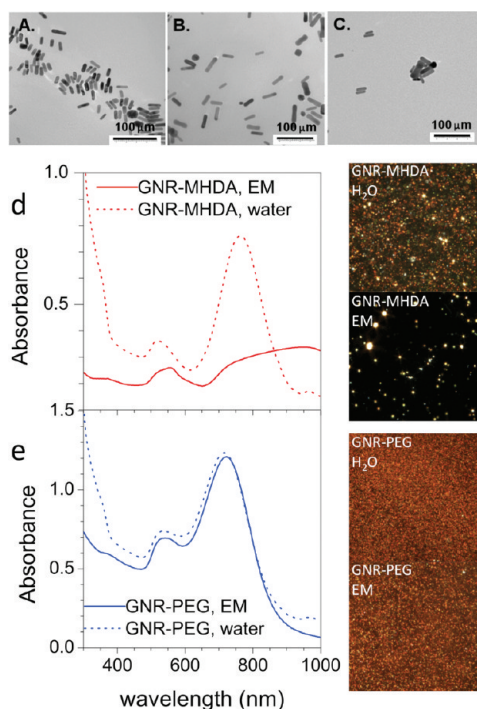 A.
B.
C.
100 µm
100 µm
100 µm
d
1.0
GNR-MHDA, EM
GNR-MHDA, water
Absorbance
0.5
1.5
e
1.0
Absorbance
0.5
GNR-PEG, EM
GNR-PEG, water
0.0
400
600
800
1000
wavelength (nm)
GNR-MHDA
H₂O
GNR-MHDA
EM
GNR-PEG
H₂O
GNR-PEG
EM